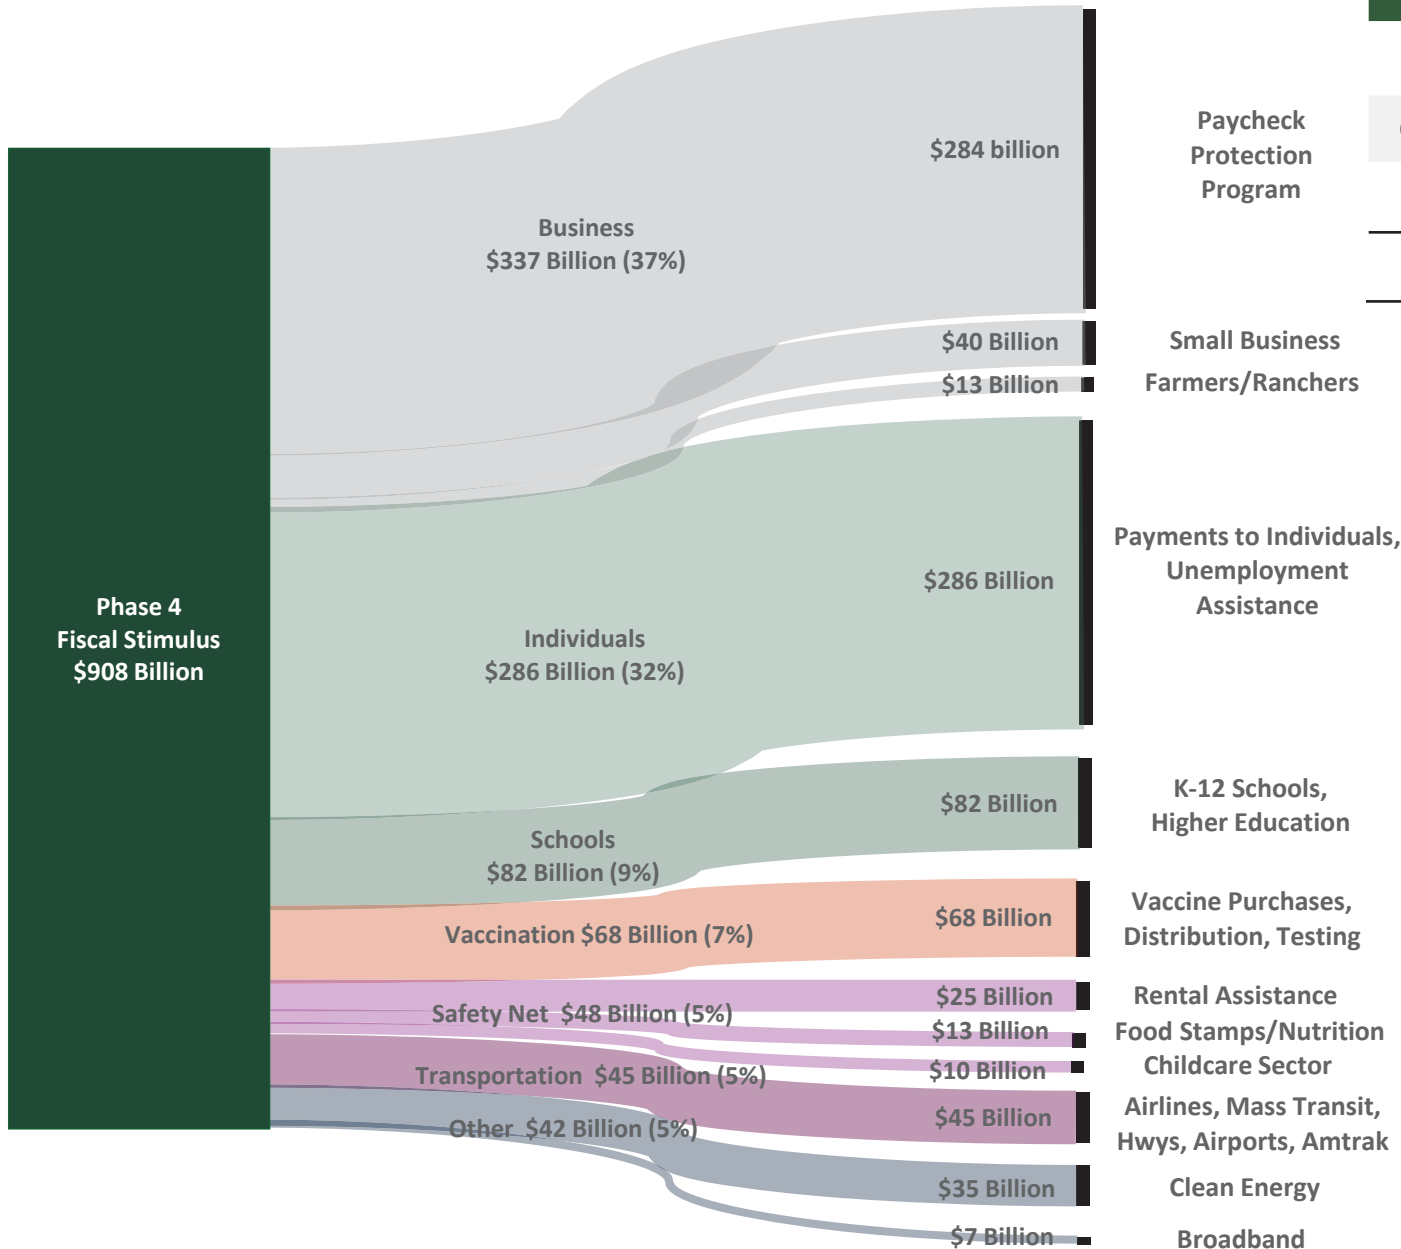 Phase 4
Fiscal Stimulus
$908 Billion
Business
$337 Billion (37%)
$284 billion
Paycheck
Protection
Program
$40 Billion
Small Business
$13 Billion
Farmers/Ranchers
Individuals
$286 Billion (32%)
$286 Billion
Payments to Individuals,
Unemployment
Assistance
Schools
$82 Billion (9%)
$82 Billion
K-12 Schools,
Higher Education
Vaccination $68 Billion (7%)
$68 Billion
Vaccine Purchases,
Distribution, Testing
Safety Net $48 Billion (5%)
$25 Billion
Rental Assistance
$13 Billion
Food Stamps/Nutrition
$10 Billion
Childcare Sector
Transportation $45 Billion (5%)
$45 Billion
Airlines, Mass Transit,
Hwys, Airports, Amtrak
Other $42 Billion (5%)
$35 Billion
Clean Energy
$7 Billion
Broadband